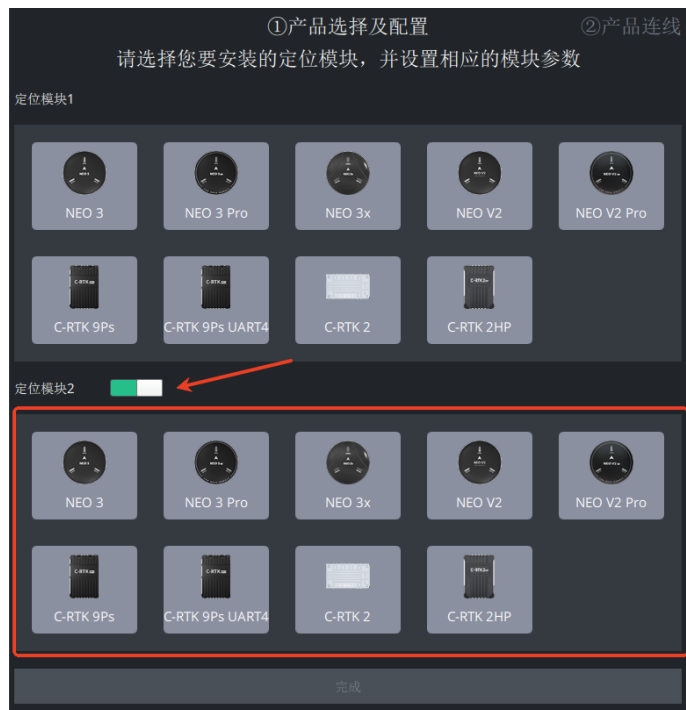 ①产品选择及配置 ②产品连线
请选择您要安装的定位模块，并设置相应的模块参数
定位模块1
NEO 3 NEO 3 Pro NEO 3x NEO V2 NEO V2 Pro
C-RTK 9Ps C-RTK 9Ps UART4 C-RTK 2 C-RTK 2HP
定位模块2
NEO 3 NEO 3 Pro NEO 3x NEO V2 NEO V2 Pro
C-RTK 9Ps C-RTK 9Ps UART4 C-RTK 2 C-RTK 2HP
完成